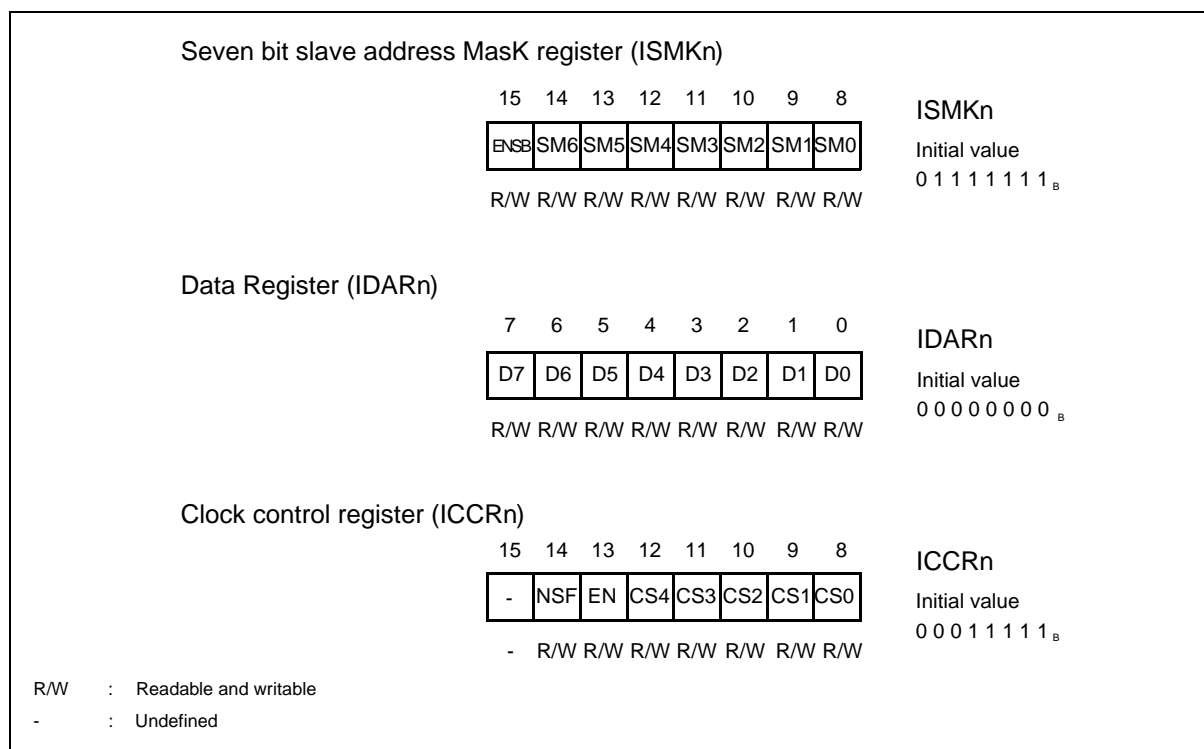 Seven bit slave address MasK register (ISMKn)
15 14 13 12 11 10 9 8
ENSB SM6 SM5 SM4 SM3 SM2 SM1 SM0
R/W R/W R/W R/W R/W R/W R/W R/W
ISMKn
Initial value
0 1 1 1 1 1 1 1 B
Data Register (IDARn)
7 6 5 4 3 2 1 0
D7 D6 D5 D4 D3 D2 D1 D0
R/W R/W R/W R/W R/W R/W R/W R/W
IDARn
Initial value
0 0 0 0 0 0 0 0 B
Clock control register (ICCRn)
15 14 13 12 11 10 9 8
- NSF EN CS4 CS3 CS2 CS1 CS0
- R/W R/W R/W R/W R/W R/W R/W
ICCRn
Initial value
0 0 0 1 1 1 1 1 B
R/W : Readable and writable
- : Undefined